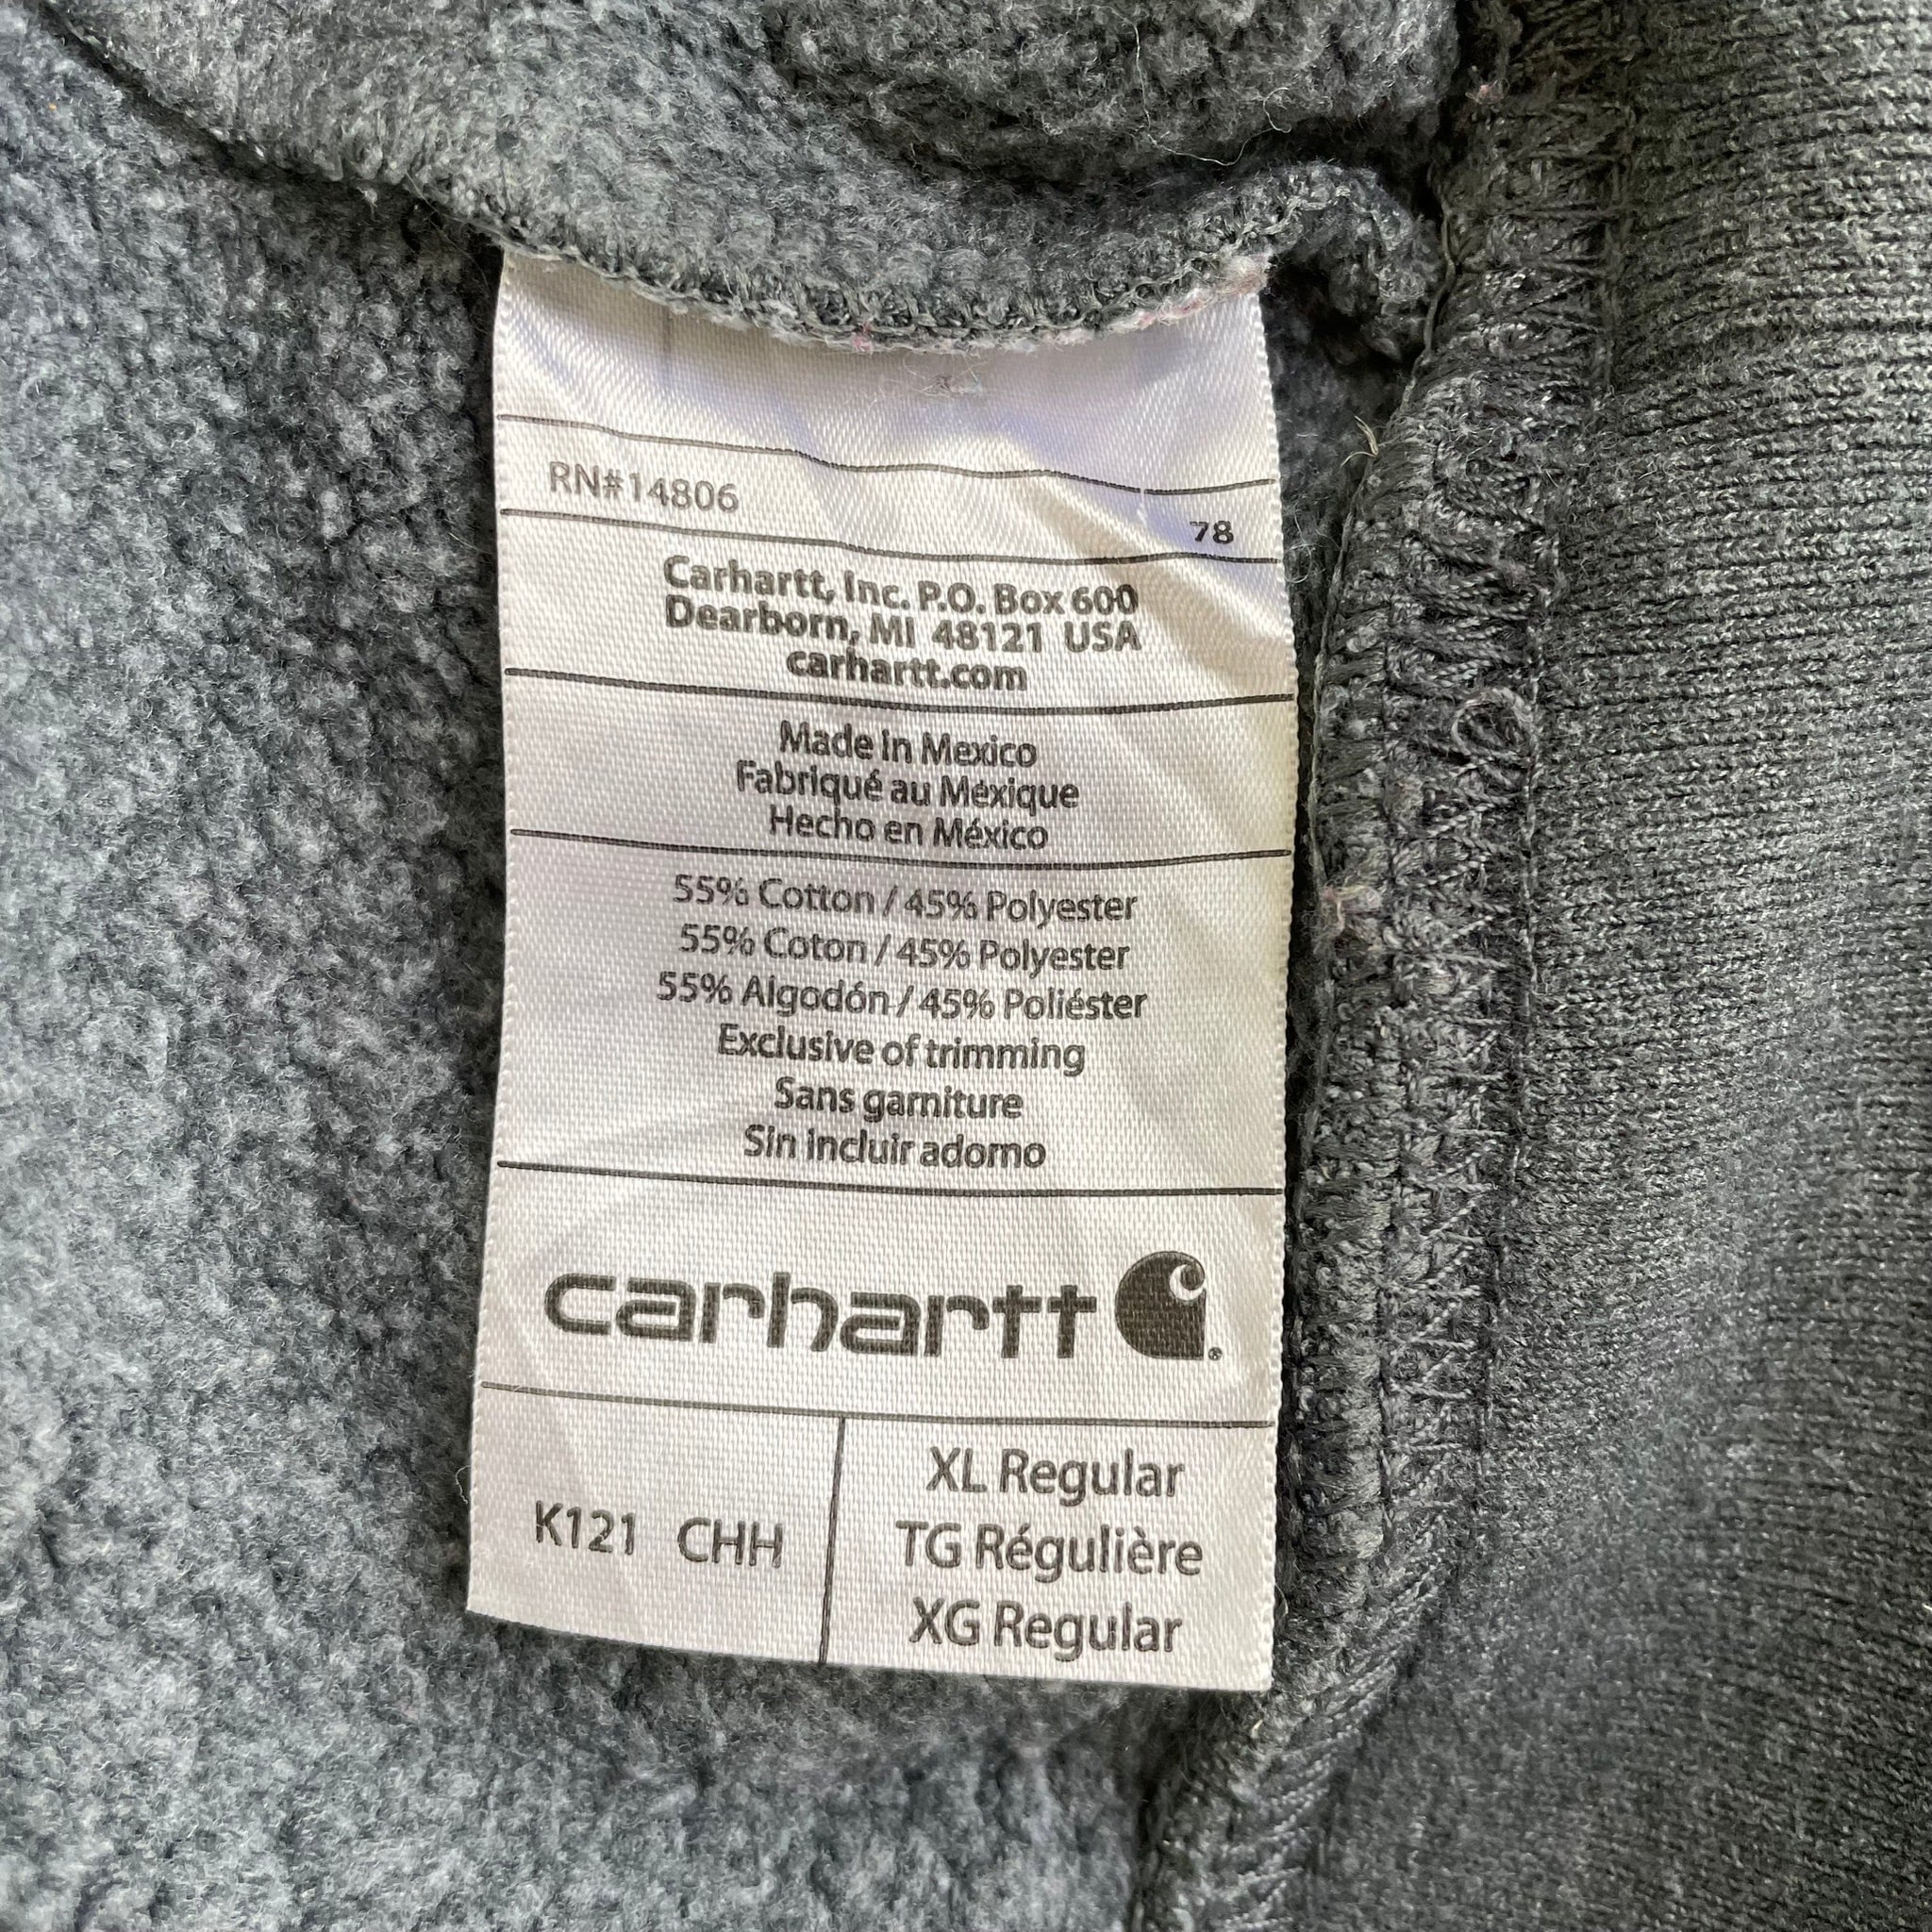 RN#14806
78
Carhartt, Inc. P.O. Box 600
Dearborn, MI 48121 USA
carhartt.com
Made in Mexico
Fabriqué au Méxique
Hecho en México
55% Cotton / 45% Polyester
55% Coton / 45% Polyester
55% Algodón / 45% Poliéster
Exclusive of trimming
Sans garniture
Sin incluir adorno
carhartt
K121 CHH
XL Regular
TG Régulière
XG Regular